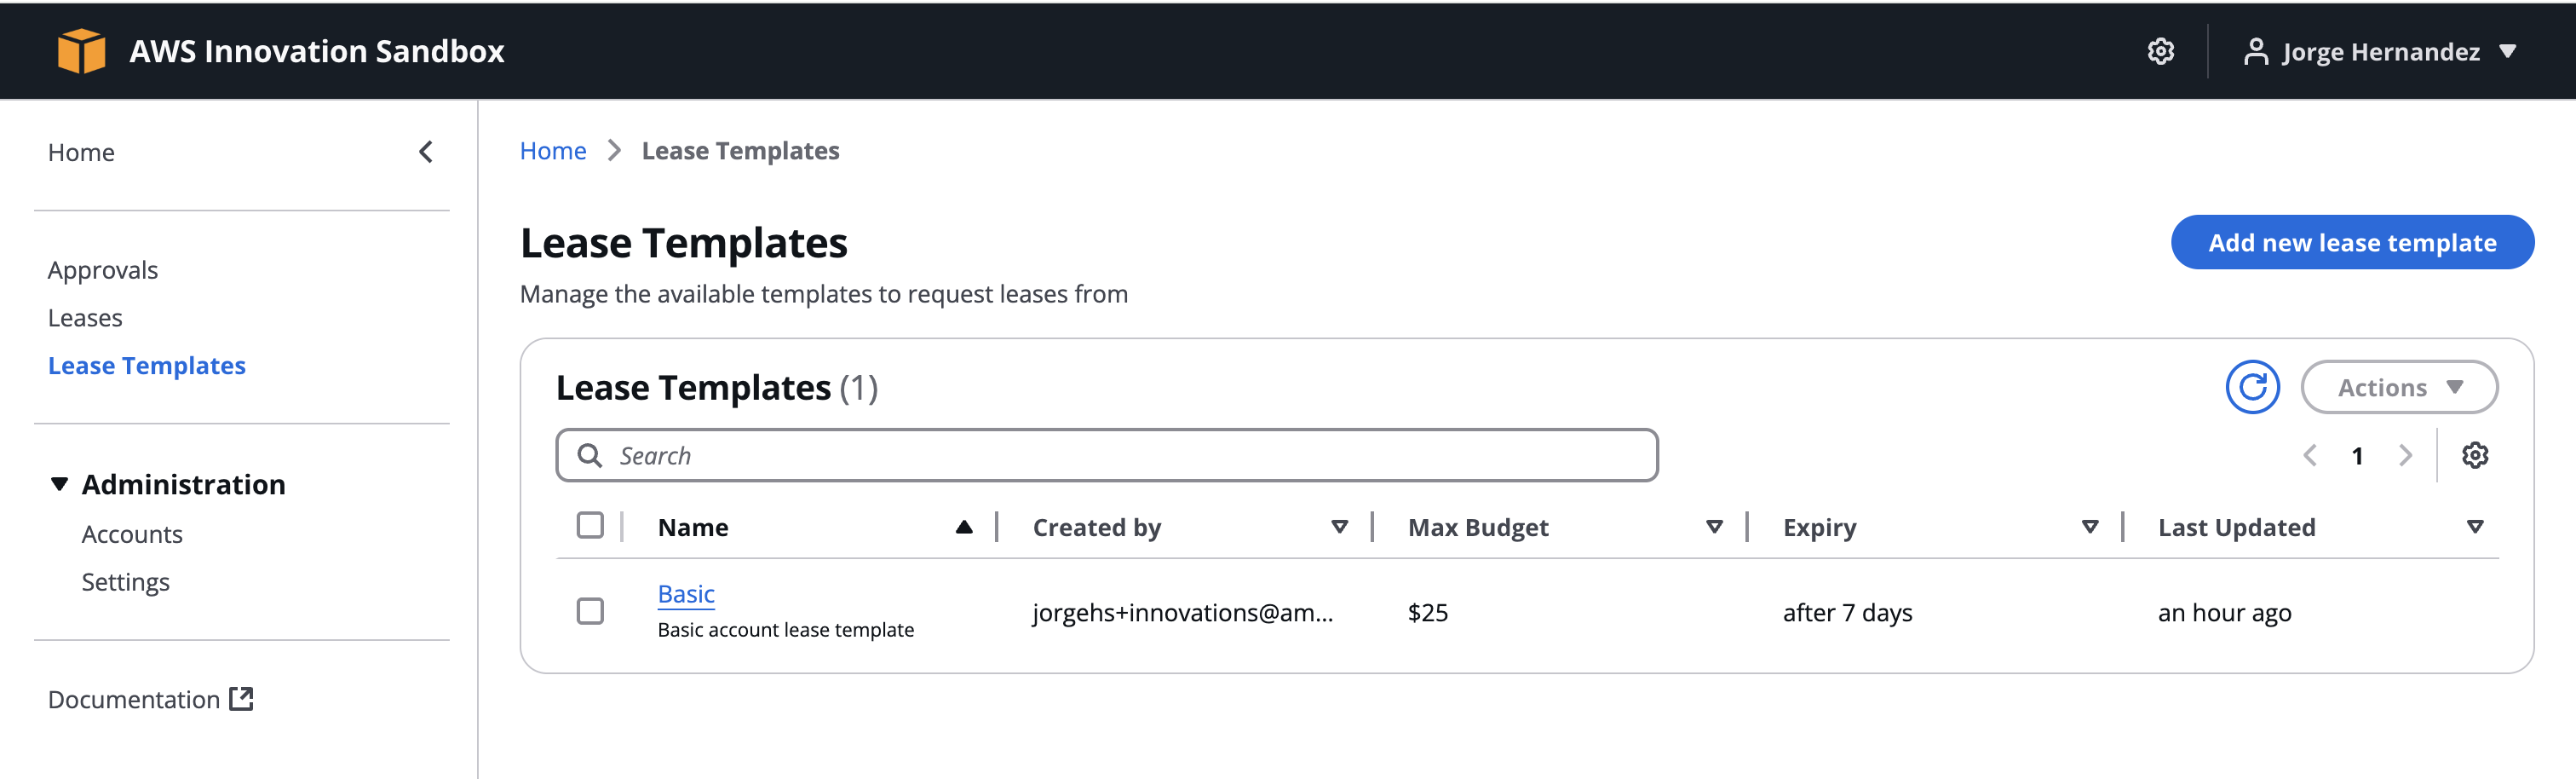 AWS Innovation Sandbox
Jorge Hernandez
Home
Approvals
Leases
Lease Templates
Administration
Accounts
Settings
Documentation
Home > Lease Templates
Lease Templates
Add new lease template
Manage the available templates to request leases from
Lease Templates (1)
Actions
Search
1
Name Created by Max Budget Expiry Last Updated
Basic
Basic account lease template
jorgehs+innovations@am... $25 after 7 days an hour ago